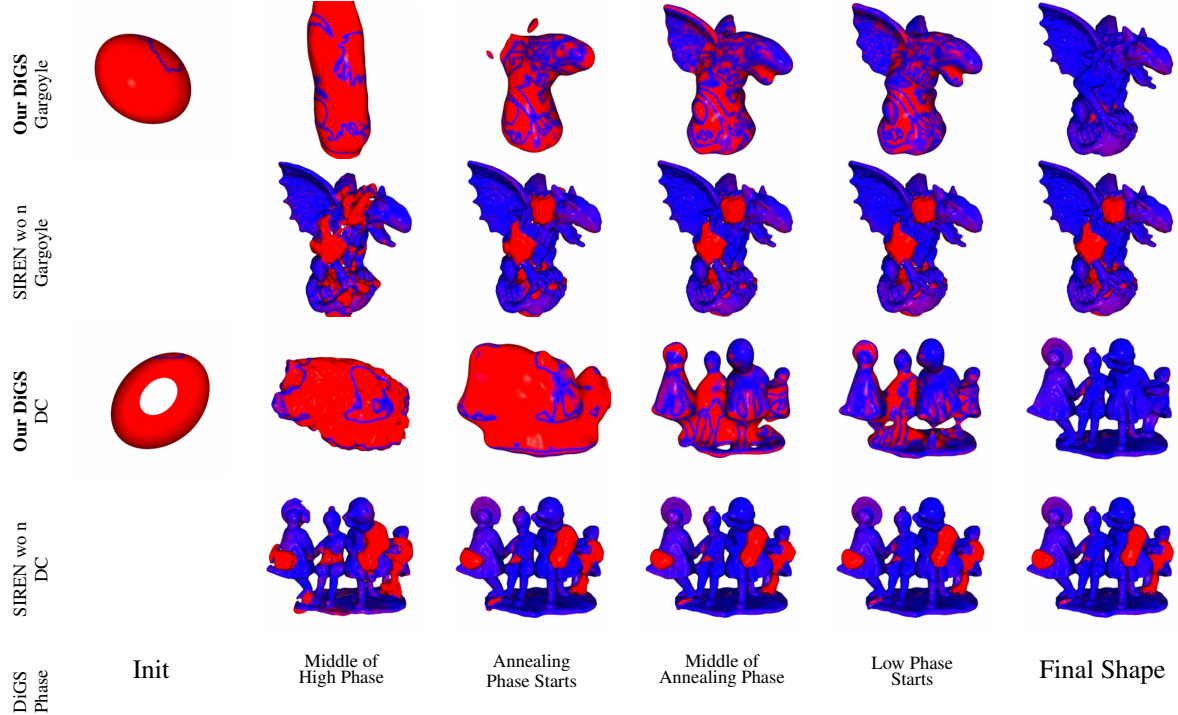 Our DiGS
Gargoyle
SIREN wo n
Gargoyle
Our DiGS
DC
SIREN wo n
DC
DiGS
Phase
Init
Middle of
High Phase
Annealing
Phase Starts
Middle of
Annealing Phase
Low Phase
Starts
Final Shape